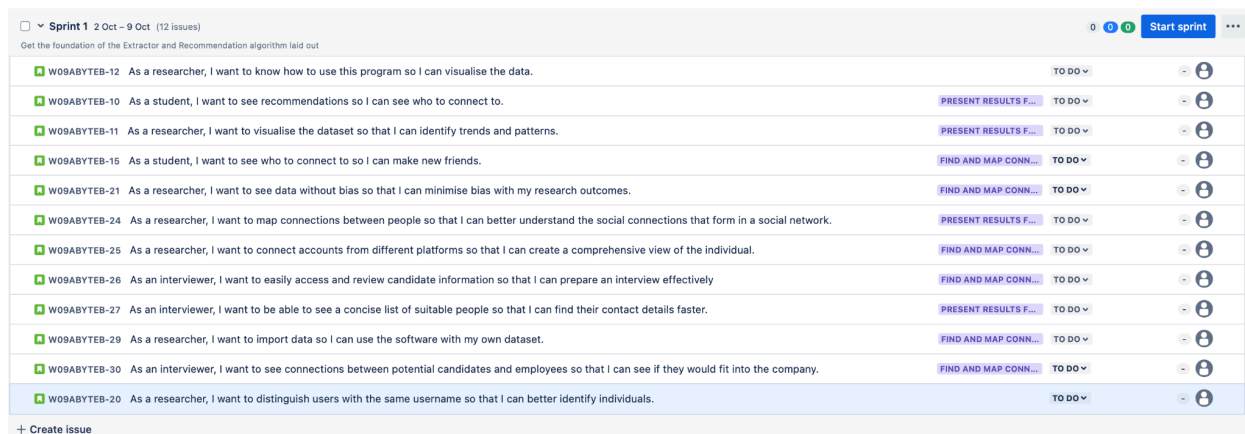 Sprint 1 2 Oct – 9 Oct (12 issues) 0 0 0 Start sprint
Get the foundation of the Extractor and Recommendation algorithm laid out
W09ABYTEB-12 As a researcher, I want to know how to use this program so I can visualise the data. TO DO -
W09ABYTEB-10 As a student, I want to see recommendations so I can see who to connect to. PRESENT RESULTS F... TO DO -
W09ABYTEB-11 As a researcher, I want to visualise the dataset so that I can identify trends and patterns. PRESENT RESULTS F... TO DO -
W09ABYTEB-15 As a student, I want to see who to connect to so I can make new friends. FIND AND MAP CONN... TO DO -
W09ABYTEB-21 As a researcher, I want to see data without bias so that I can minimise bias with my research outcomes. FIND AND MAP CONN... TO DO -
W09ABYTEB-24 As a researcher, I want to map connections between people so that I can better understand the social connections that form in a social network. PRESENT RESULTS F... TO DO -
W09ABYTEB-25 As a researcher, I want to connect accounts from different platforms so that I can create a comprehensive view of the individual. FIND AND MAP CONN... TO DO -
W09ABYTEB-26 As an interviewer, I want to easily access and review candidate information so that I can prepare an interview effectively FIND AND MAP CONN... TO DO -
W09ABYTEB-27 As an interviewer, I want to be able to see a concise list of suitable people so that I can find their contact details faster. PRESENT RESULTS F... TO DO -
W09ABYTEB-29 As a researcher, I want to import data so I can use the software with my own dataset. FIND AND MAP CONN... TO DO -
W09ABYTEB-30 As an interviewer, I want to see connections between potential candidates and employees so that I can see if they would fit into the company. FIND AND MAP CONN... TO DO -
W09ABYTEB-20 As a researcher, I want to distinguish users with the same username so that I can better identify individuals. TO DO -
+ Create issue